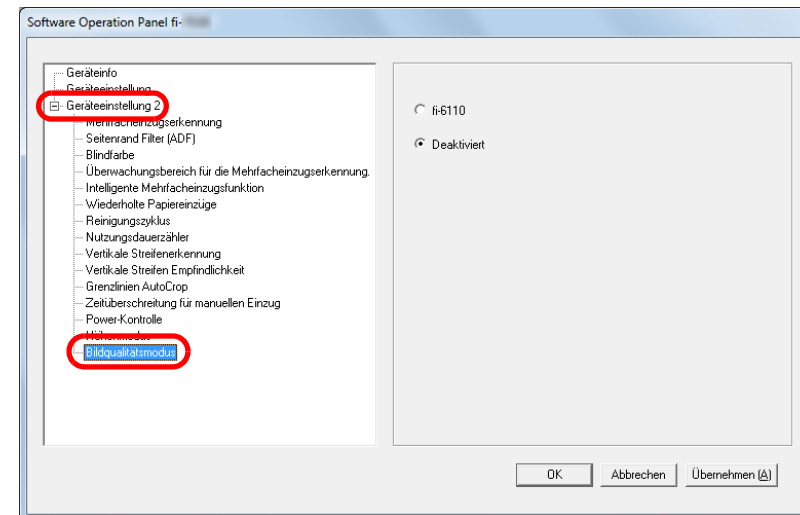 Software Operation Panel fi-
Geräteinfo
Geräteeinstellung
Geräteeinstellung 2
Mehrfacheinzugserkennung
Seitenrand Filter (ADF)
Blindfarbe
Überwachungsbereich für die Mehrfacheinzugserkennung.
Intelligente Mehrfacheinzugsfunktion
Wiederholte Papiereinzüge
Reinigungszyklus
Nutzungsdauerzähler
Vertikale Streifenerkennung
Vertikale Streifen Empfindlichkeit
Grenzlinien AutoCrop
Zeitüberschreitung für manuellen Einzug
Power-Kontrolle
Höhenmodus
Bildqualitätsmodus
fi-6110
Deaktiviert
OK
Abbrechen
Übernehmen (A)